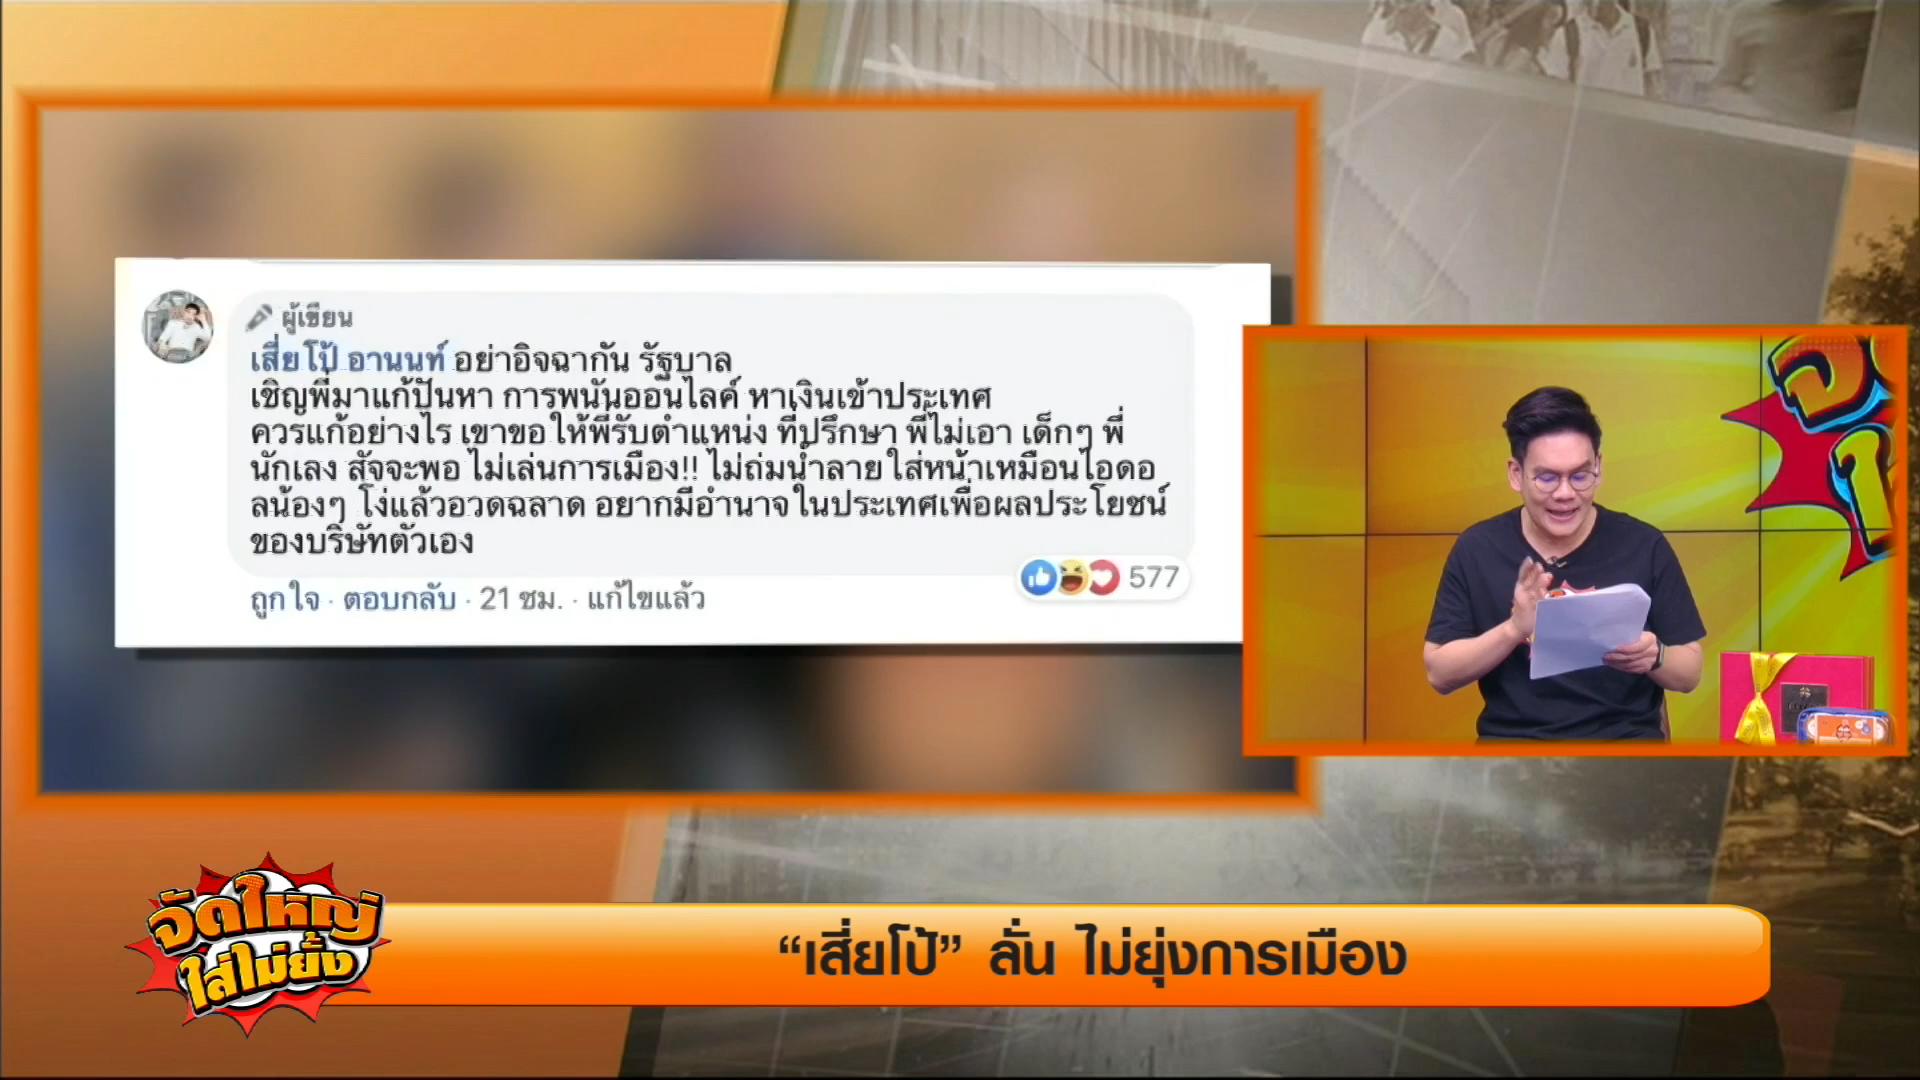 ผู้เขียน
เสี่ยโป้ อานนท์ อย่าอิจฉากัน รัฐบาล
เชิญพี่มาแก้ปันหา การพนันออนไลค์ หาเงินเข้าประเทศ
ควรแก้อย่างไร เขาขอให้พี่รับตำแหน่ง ที่ปรึกษา พี่ไม่เอา เด็กๆ พี่
นักเลง สัจจะพอ ไม่เล่นการเมือง!! ไม่ถ่มน้ำลายใส่หน้าเหมือนไอดอ
ลน้องๆ โง่แล้วอวดฉลาด อยากมีอำนาจในประเทศเพื่อผลประโยชน์
ของบริษัทตัวเอง
577
ถูกใจ · ตอบกลับ · 21 ชม. · แก้ไขแล้ว
จัดใหญ่
ใส่ไม่ยั้ง
“เสี่ยโป้” ลั่น ไม่ยุ่งการเมือง